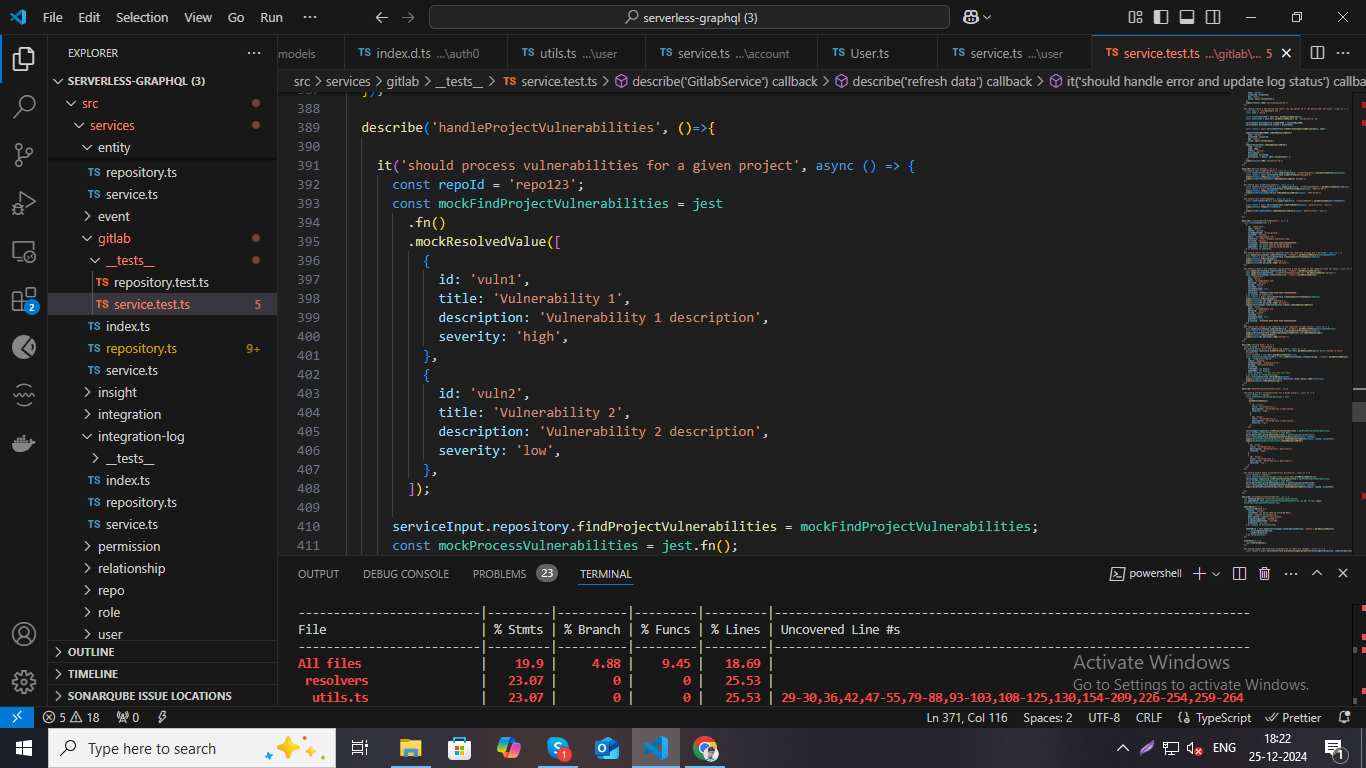 File Edit Selection View Go Run ··· serverless-graphql (3)
EXPLORER ···
models
TS index.d.ts ...\auth0
TS utils.ts ...\user
TS service.ts ...\account
TS User.ts
TS service.ts ...\user
TS service.test.ts ...\gitlab\... 5
SERVERLESS-GRAPHQL (3)
src
services
entity
TS repository.ts
TS service.ts
event
gitlab
__tests__
TS repository.test.ts
TS service.test.ts 5
TS index.ts
TS repository.ts 9+
TS service.ts
insight
integration
integration-log
__tests__
TS index.ts
TS repository.ts
TS service.ts
permission
relationship
repo
role
user
OUTLINE
TIMELINE
SONARQUBE ISSUE LOCATIONS
2
src > services > gitlab > __tests__ > TS service.test.ts > describe('GitlabService') callback > describe('refresh data') callback > it('should handle error and update log status') callba
387 });
388
389 describe('handleProjectVulnerabilities', ()=>{
390
391 it('should process vulnerabilities for a given project', async () => {
392 const repoId = 'repo123';
393 const mockFindProjectVulnerabilities = jest
394 .fn()
395 .mockResolvedValue([
396 {
397 id: 'vuln1',
398 title: 'Vulnerability 1',
399 description: 'Vulnerability 1 description',
400 severity: 'high',
401 },
402 {
403 id: 'vuln2',
404 title: 'Vulnerability 2',
405 description: 'Vulnerability 2 description',
406 severity: 'low',
407 },
408 ]);
409
410 serviceInput.repository.findProjectVulnerabilities = mockFindProjectVulnerabilities;
411 const mockProcessVulnerabilities = jest.fn();
OUTPUT DEBUG CONSOLE PROBLEMS 23 TERMINAL powershell
File | % Stmts | % Branch | % Funcs | % Lines | Uncovered Line #s
All files | 19.9 | 4.88 | 9.45 | 18.69 |
resolvers | 23.07 | 0 | 0 | 25.53 |
utils.ts | 23.07 | 0 | 0 | 25.53 | 29-30,36,42,47-55,79-88,93-103,108-125,130,154-209,226-254,259-264
Activate Windows
Go to Settings to activate Windows.
5 18 0 Ln 371, Col 116 Spaces: 2 UTF-8 CRLF {} TypeScript Prettier
Type here to search
1
ENG
18:22
25-12-2024
1